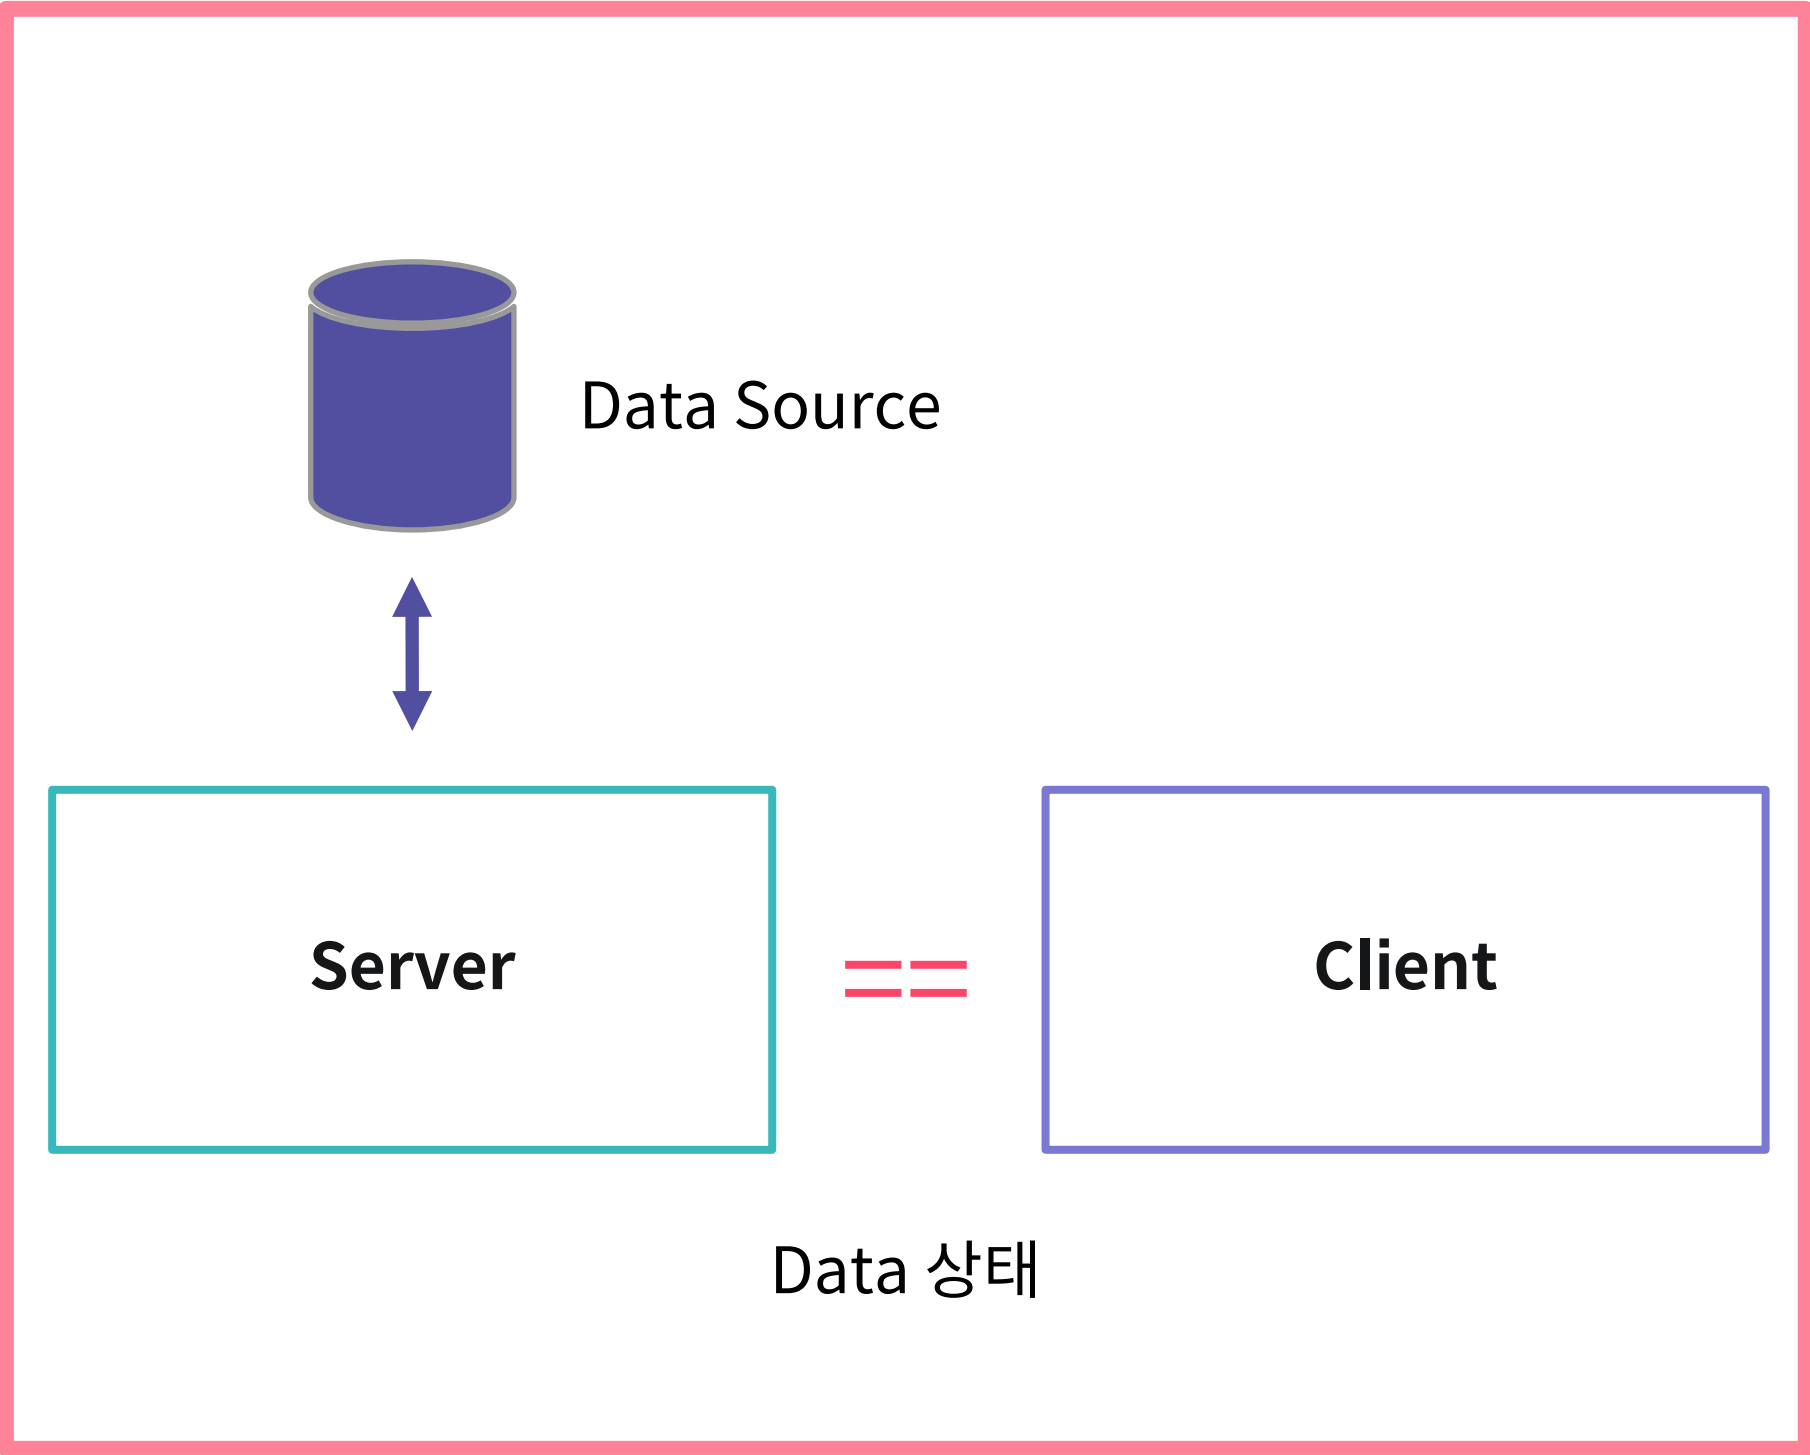 Data Source
Server
==
Client
Data 상태